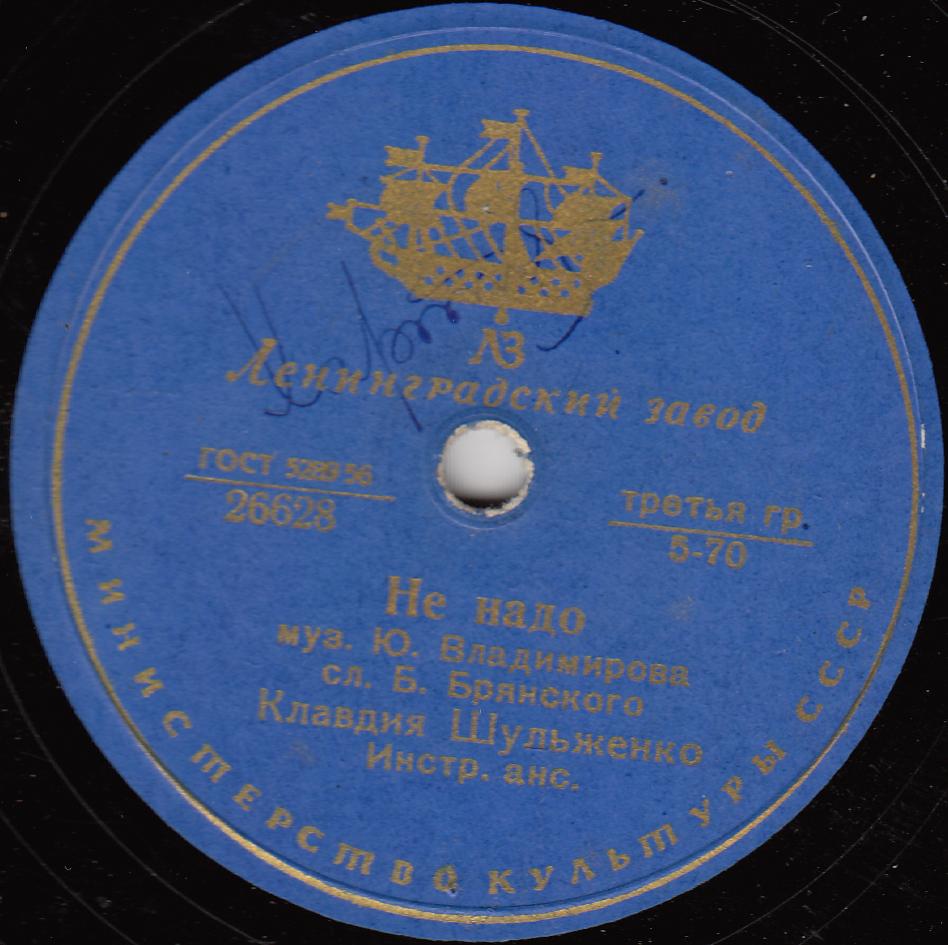 ЛЗ
Ленинградский завод
ГОСТ 5289-56
26628
третья гр.
5-70
Не надо
муз. Ю. Владимирова
сл. Б. Брянского
Клавдия Шульженко
Инстр. анс.
МИНИСТЕРСТВО КУЛЬТУРЫ СССР